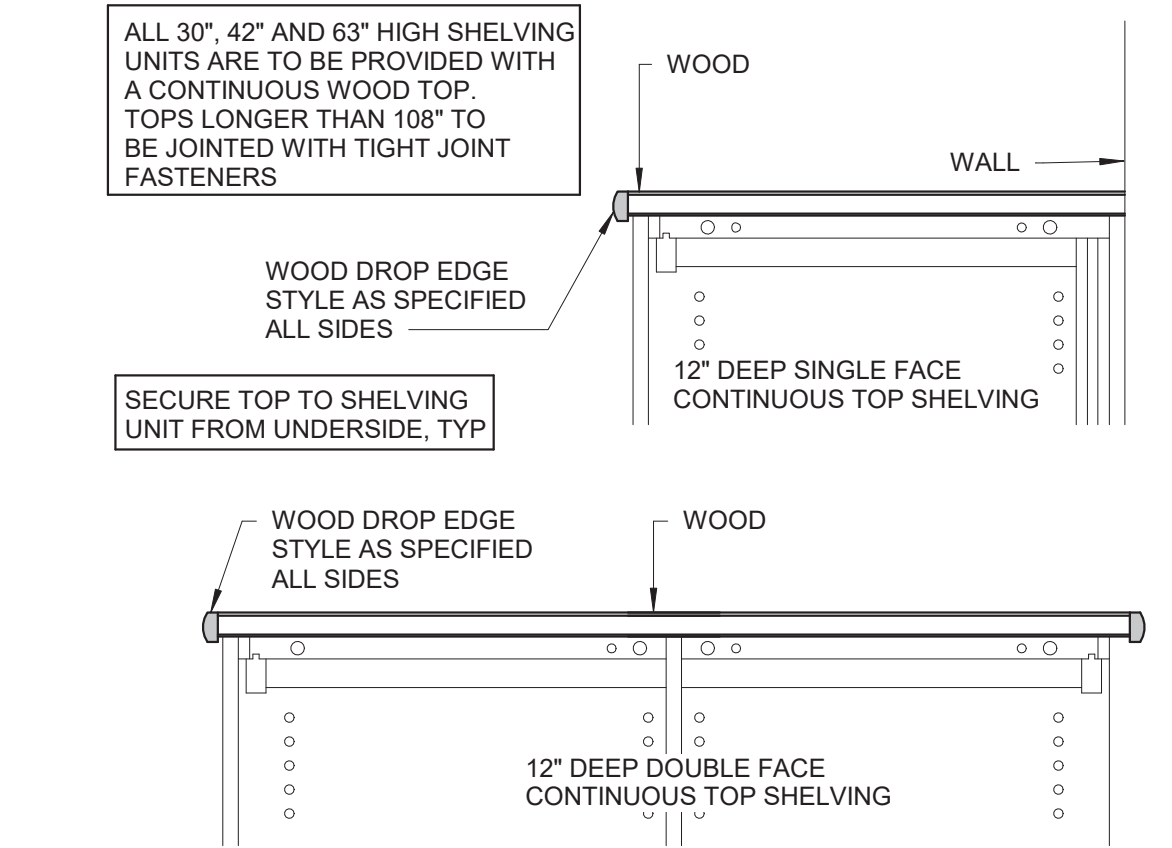 ALL 30", 42" AND 63" HIGH SHELVING
UNITS ARE TO BE PROVIDED WITH
A CONTINUOUS WOOD TOP.
TOPS LONGER THAN 108" TO
BE JOINTED WITH TIGHT JOINT
FASTENERS
WOOD
WALL
WOOD DROP EDGE
STYLE AS SPECIFIED
ALL SIDES
12" DEEP SINGLE FACE
CONTINUOUS TOP SHELVING
SECURE TOP TO SHELVING
UNIT FROM UNDERSIDE, TYP
WOOD DROP EDGE
STYLE AS SPECIFIED
ALL SIDES
WOOD
12" DEEP DOUBLE FACE
CONTINUOUS TOP SHELVING